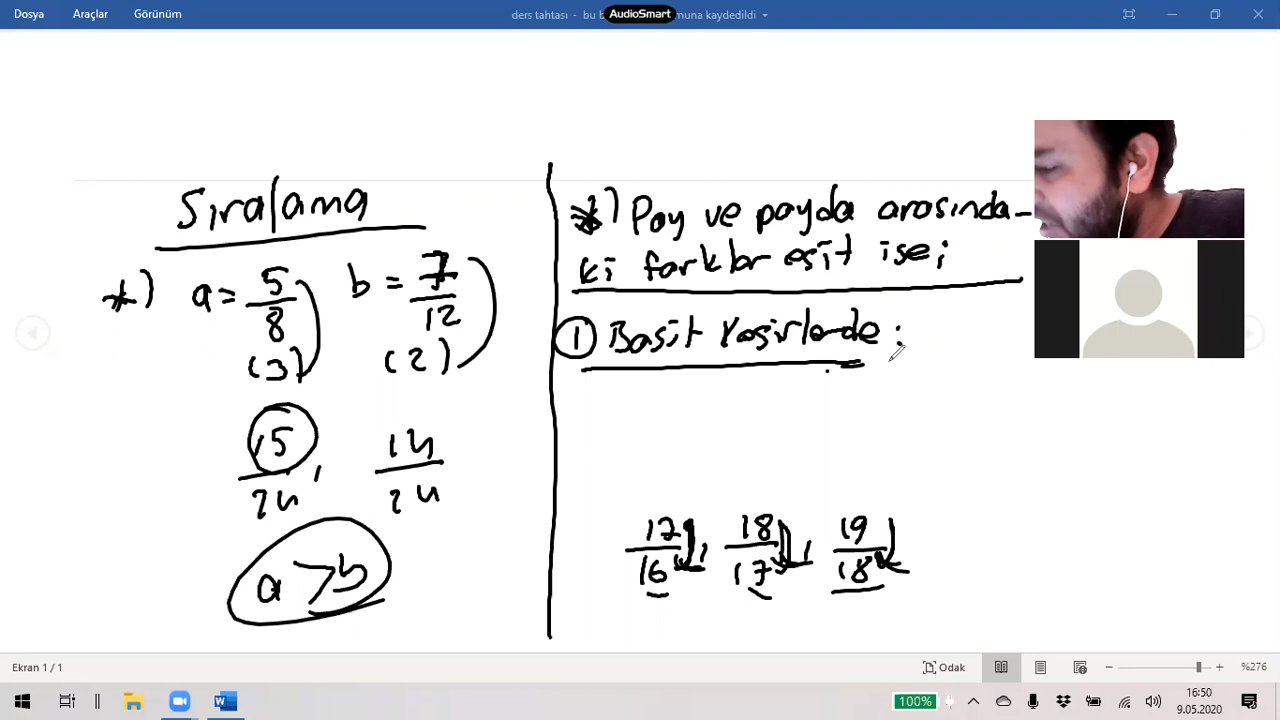 Dosya Araçlar Görünüm
ders tahtası - bu b
AudioSmart
muna kaydedildi
Sıralama
*) a = 5/8 b = 7/12
(3) (2)
15/24 , 14/24
a > b
*) Pay ve payda arasında-
ki farklar eşit ise;
① Basit Kesirlerde :
17/16 , 18/17 , 19/18
Ekran 1 / 1
Odak
%276
100%
16:50
9.05.2020